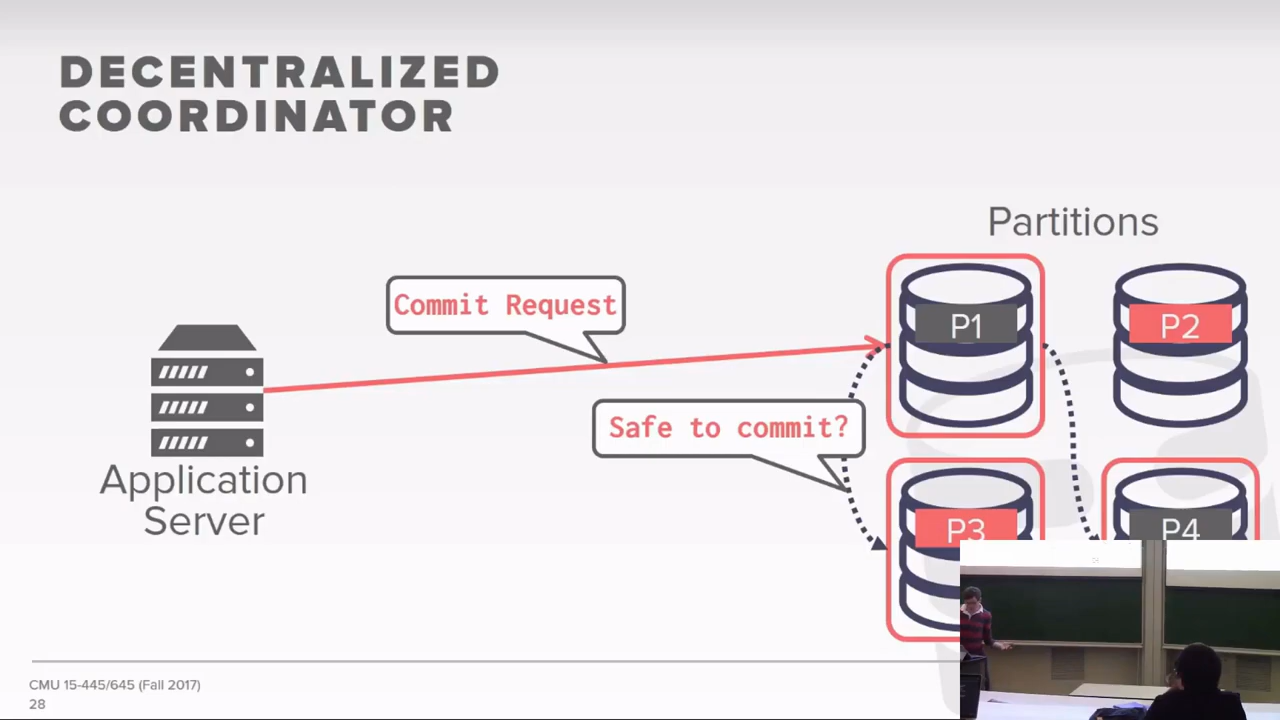 DECENTRALIZED
COORDINATOR
Partitions
Commit Request
P1
P2
Safe to commit?
Application
Server
P3
P4
CMU 15-445/645 (Fall 2017)
28